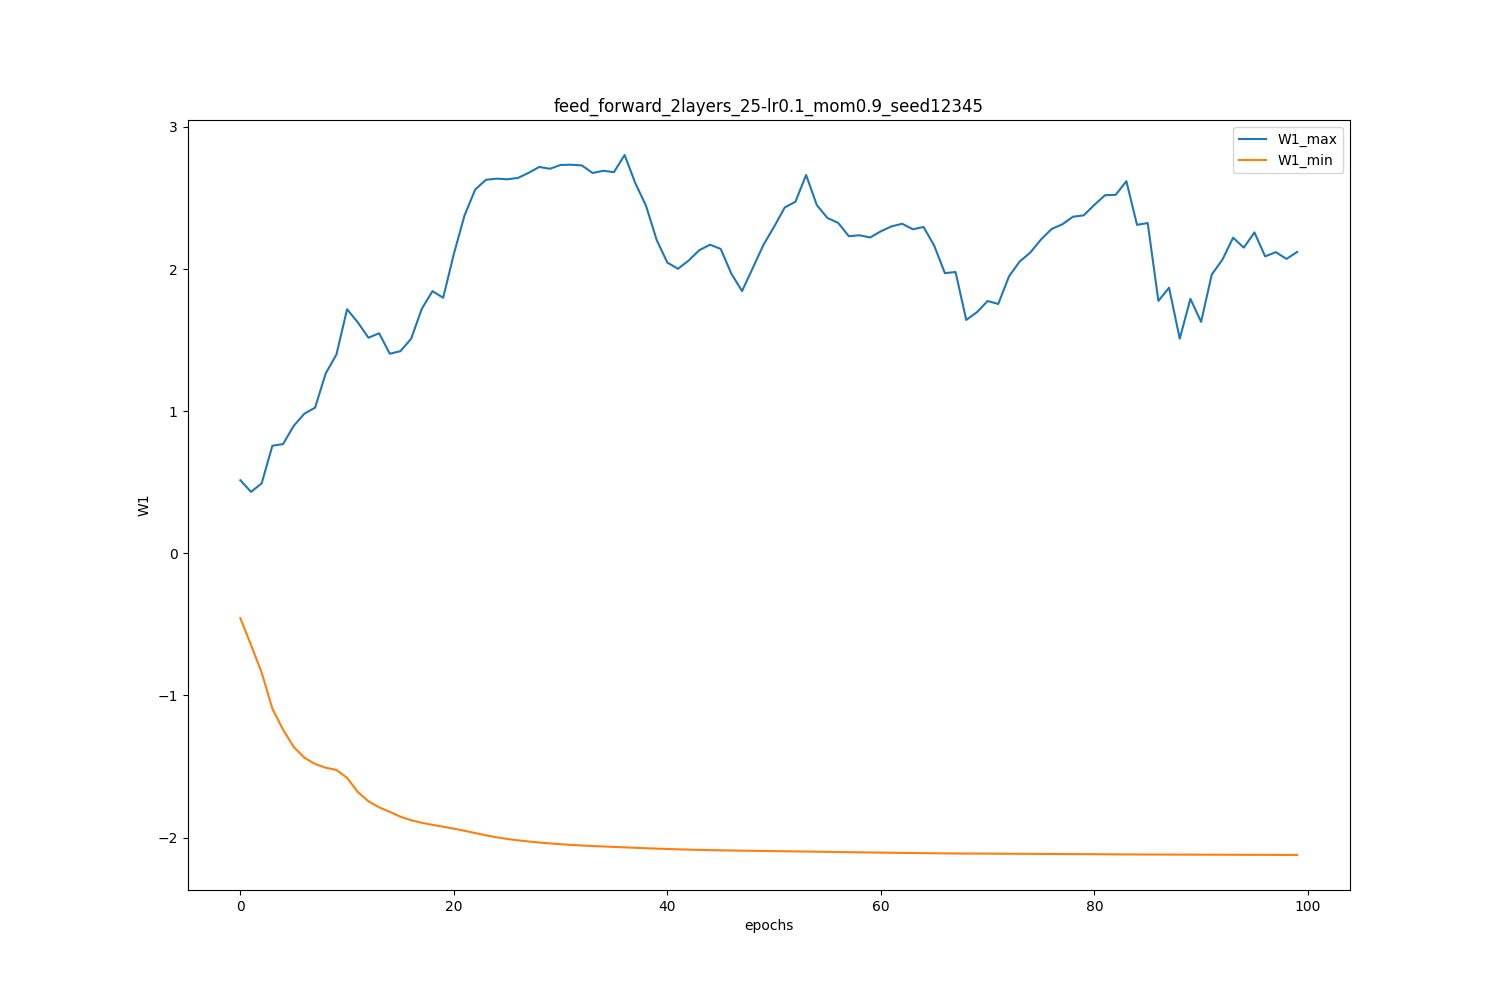 feed_forward_2layers_25-lr0.1_mom0.9_seed12345
W1_max
W1_min
3
2
1
0
−1
−2
W1
0 20 40 60 80 100
epochs